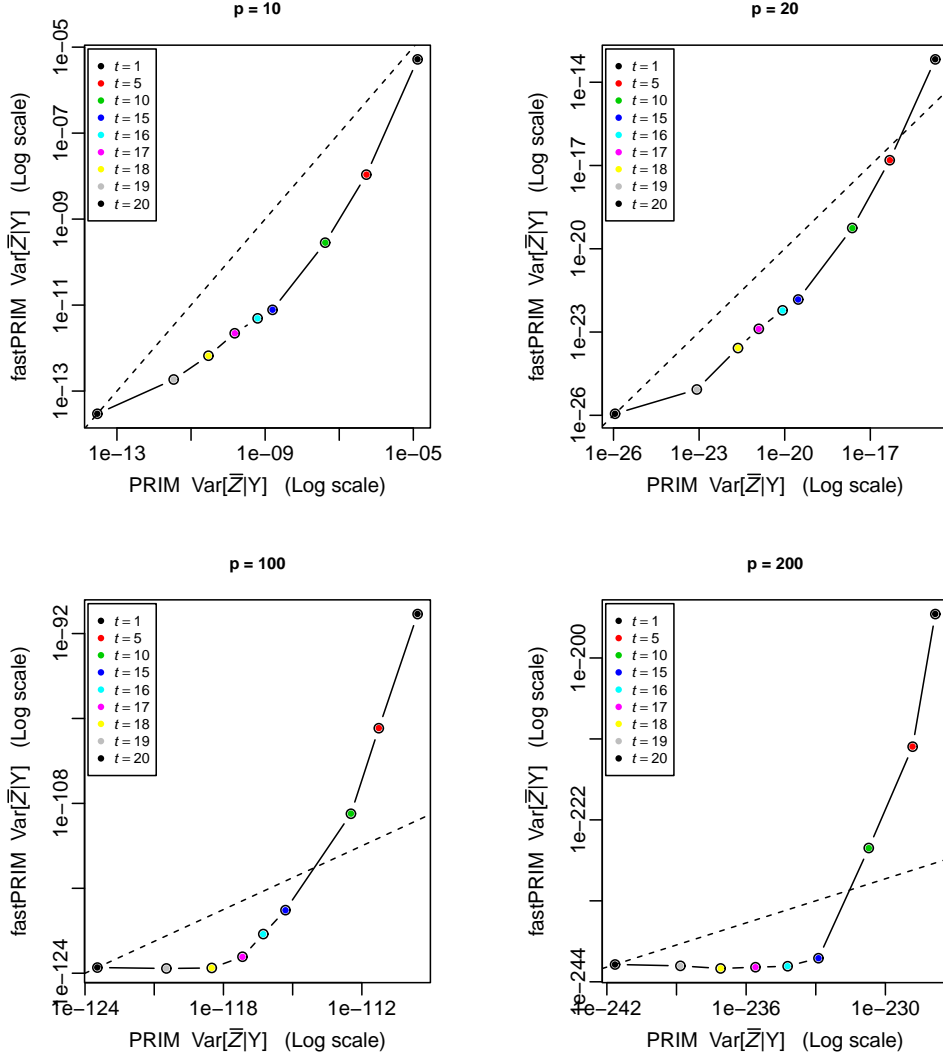 p = 10
t = 1
t = 5
t = 10
t = 15
t = 16
t = 17
t = 18
t = 19
t = 20
1e−05
1e−07
1e−09
1e−11
1e−13
fastPRIM Var[Z̅|Y] (Log scale)
1e−13
1e−09
1e−05
PRIM Var[Z̅|Y] (Log scale)
p = 20
t = 1
t = 5
t = 10
t = 15
t = 16
t = 17
t = 18
t = 19
t = 20
1e−14
1e−17
1e−20
1e−23
1e−26
fastPRIM Var[Z̅|Y] (Log scale)
1e−26
1e−23
1e−20
1e−17
PRIM Var[Z̅|Y] (Log scale)
p = 100
t = 1
t = 5
t = 10
t = 15
t = 16
t = 17
t = 18
t = 19
t = 20
1e−92
1e−108
1e−124
fastPRIM Var[Z̅|Y] (Log scale)
1e−124
1e−118
1e−112
PRIM Var[Z̅|Y] (Log scale)
p = 200
t = 1
t = 5
t = 10
t = 15
t = 16
t = 17
t = 18
t = 19
t = 20
1e−200
1e−222
1e−244
fastPRIM Var[Z̅|Y] (Log scale)
1e−242
1e−236
1e−230
PRIM Var[Z̅|Y] (Log scale)